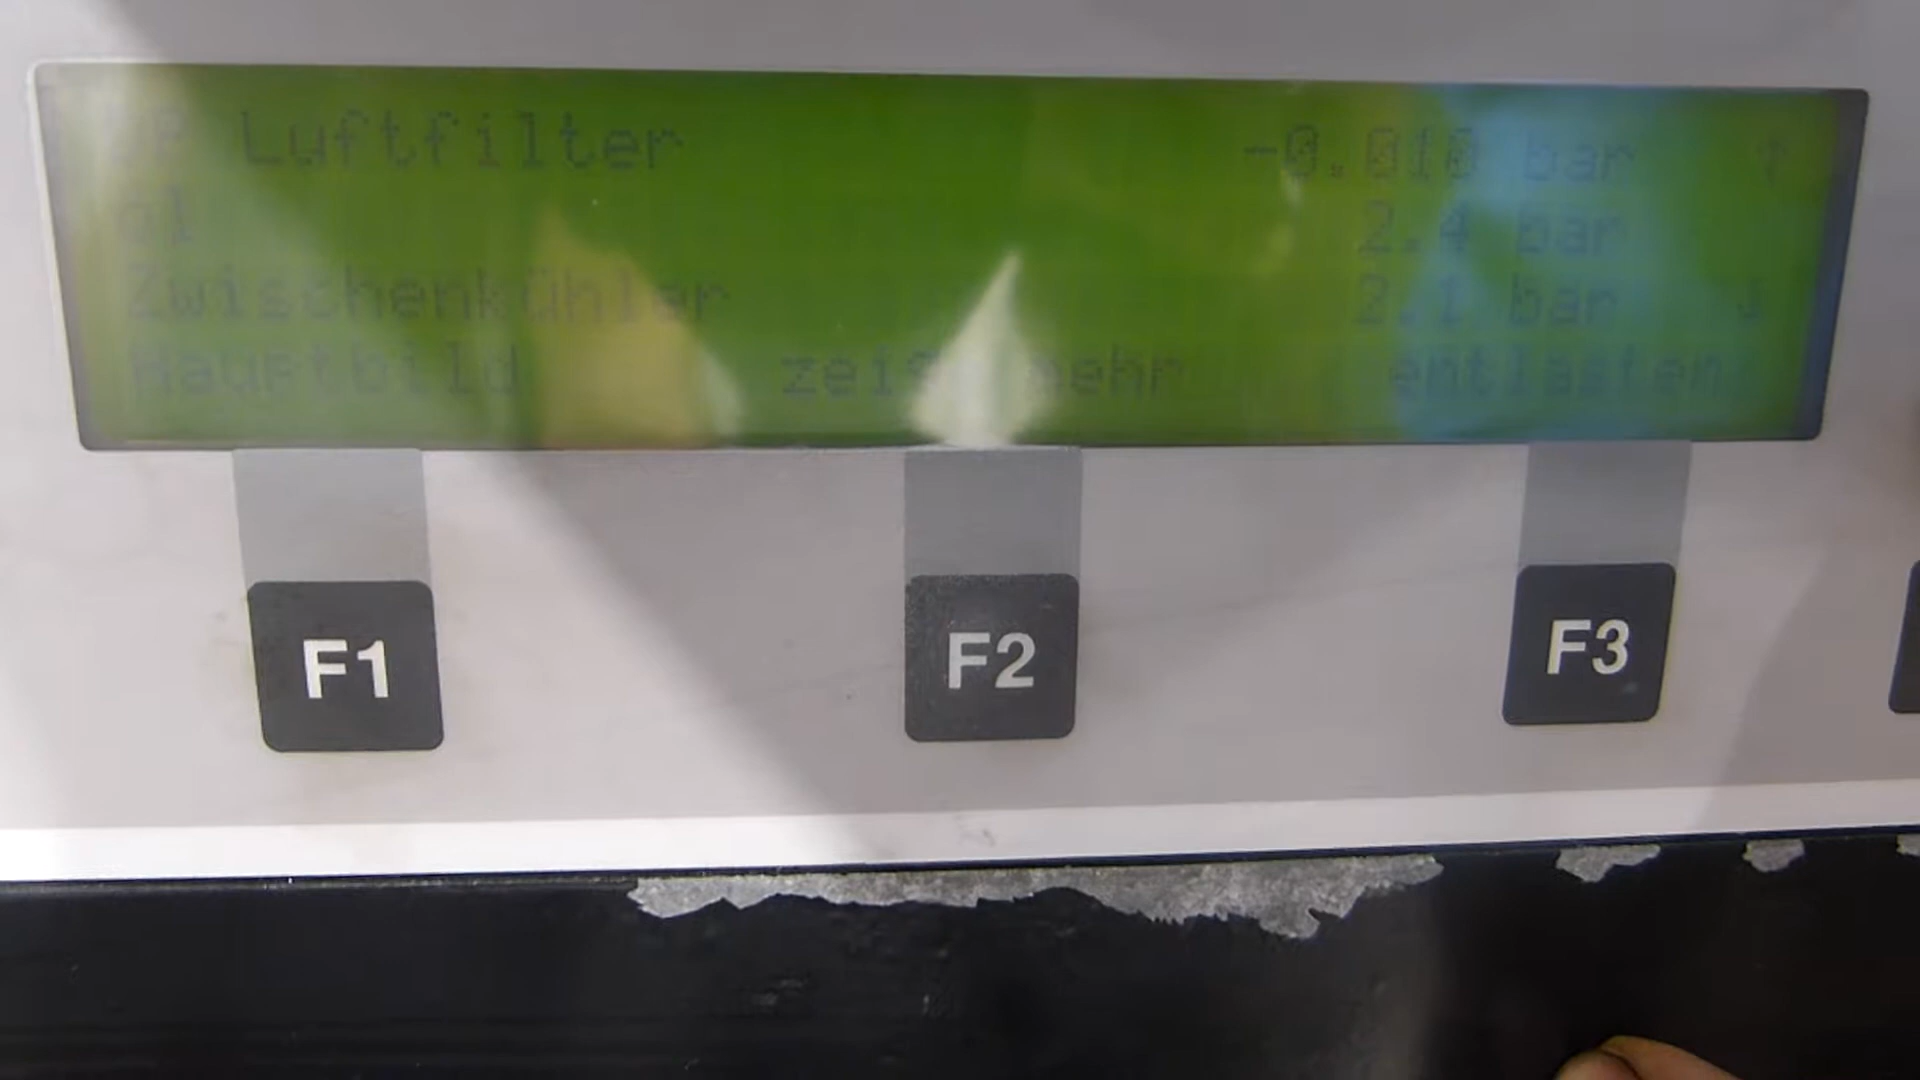 Luftfilter -0.010 bar ↑
öl 2.4 bar
Zwischenkühler 2.1 bar ↓
Hauptbild zeig mehr entlasten
F1 F2 F3